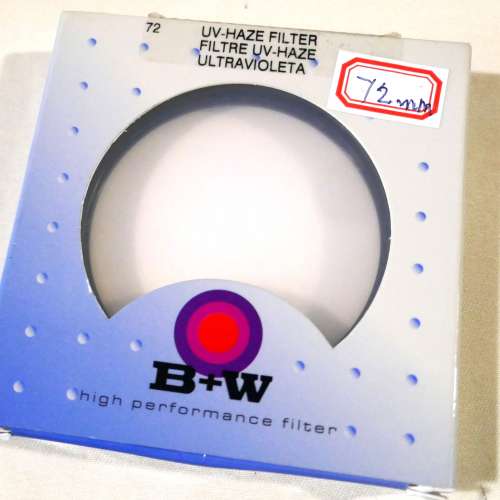 72
UV-HAZE FILTER
FILTRE UV-HAZE
ULTRAVIOLETA
72mm
B+W
high performance filter